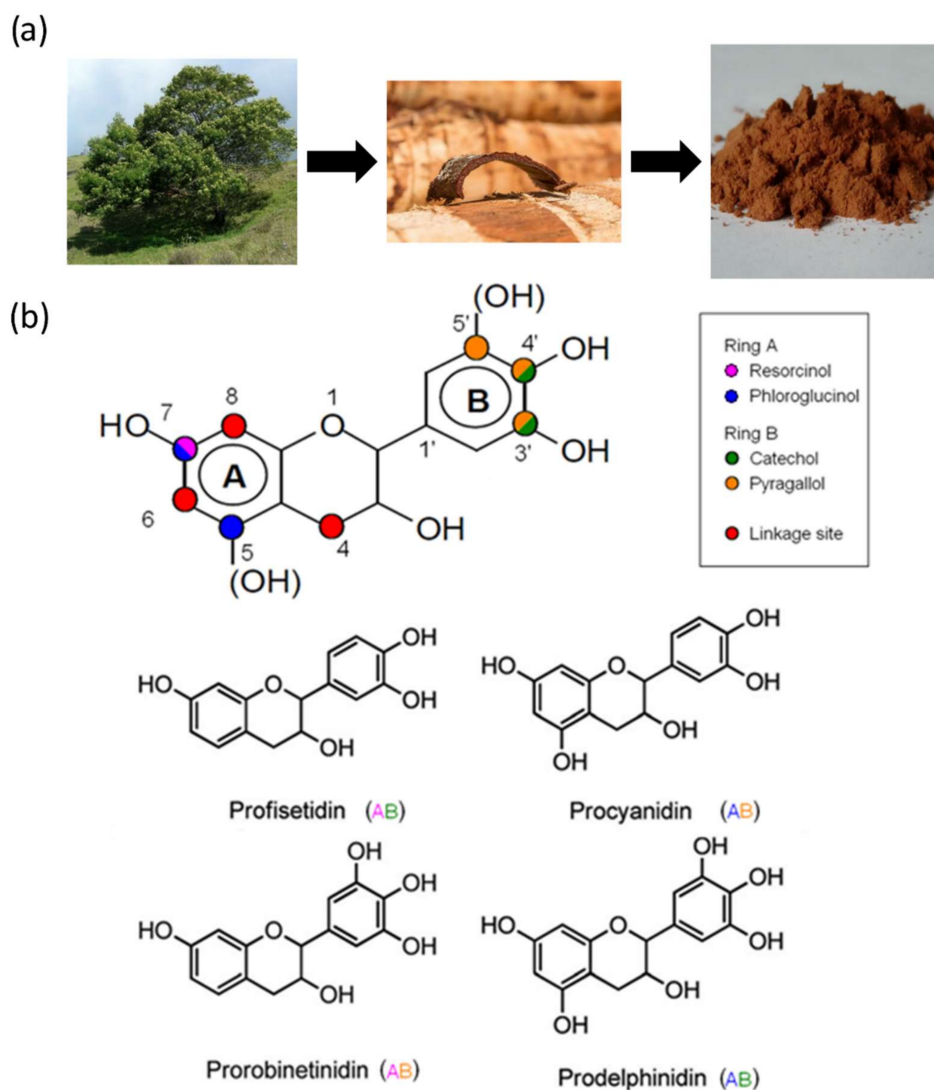 (a)
(b)
(OH)
5'
4'
OH
HO
7
8
1
O
B
1'
3'
OH
A
6
5
4
OH
(OH)
Ring A
Resorcinol
Phloroglucinol
Ring B
Catechol
Pyragallol
Linkage site
OH
HO
O
OH
OH
Profisetidin (AB)
OH
HO
O
OH
OH
OH
Procyanidin (AB)
OH
OH
HO
O
OH
OH
Prorobinetinidin (AB)
OH
OH
HO
O
OH
OH
OH
Prodelphinidin (AB)